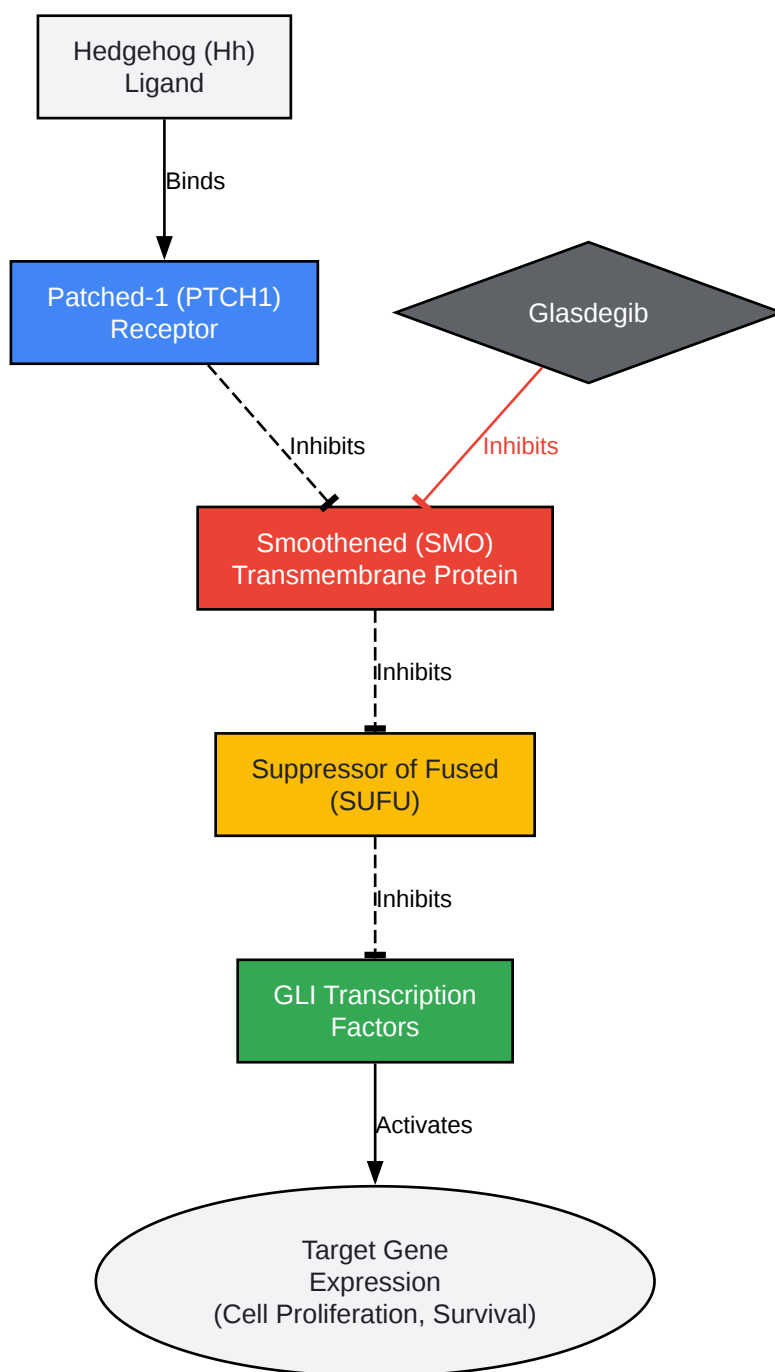 Hedgehog (Hh)
Ligand
Binds
Patched-1 (PTCH1)
Receptor
Glasdegib
Inhibits
Inhibits
Smoothened (SMO)
Transmembrane Protein
Inhibits
Suppressor of Fused
(SUFU)
Inhibits
GLI Transcription
Factors
Activates
Target Gene
Expression
(Cell Proliferation, Survival)